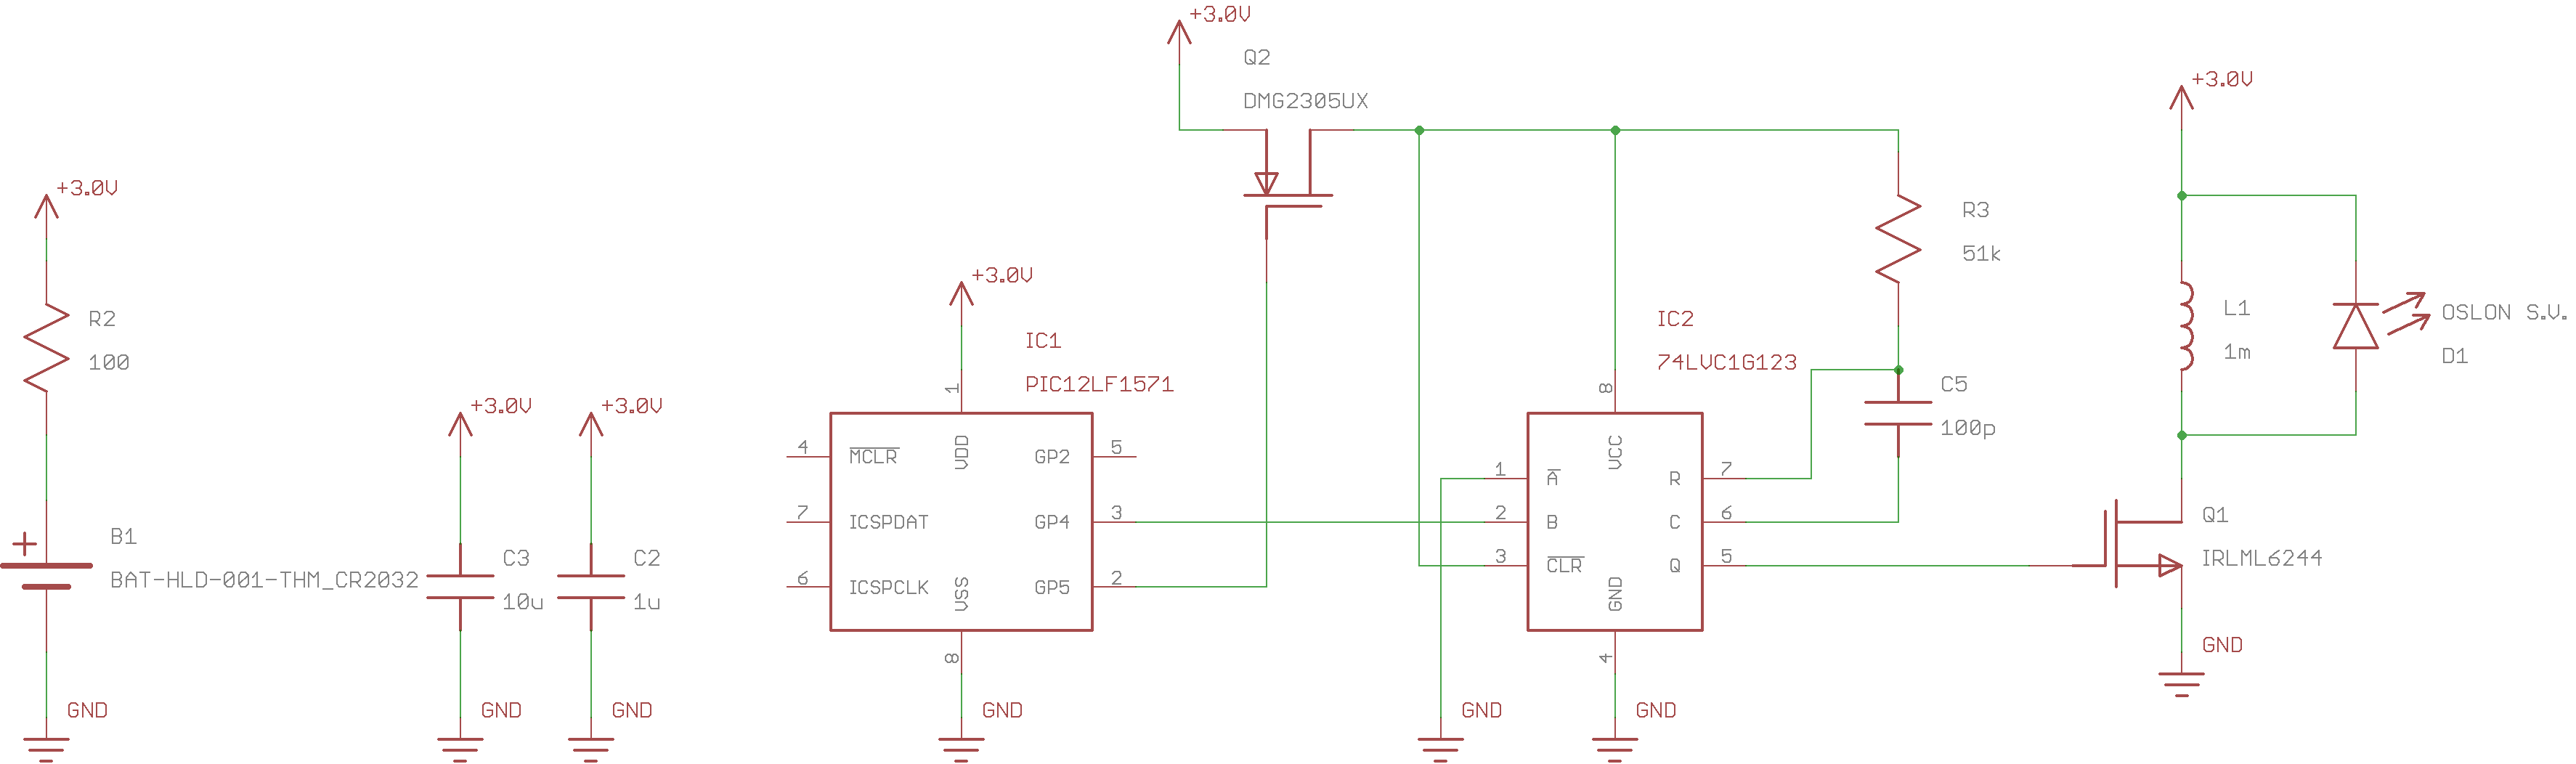 +3.0V
R2
100
B1
BAT-HLD-001-THM_CR2032
GND
+3.0V
C3
10u
GND
+3.0V
C2
1u
GND
+3.0V
IC1
PIC12LF1571
1
VDD
4
MCLR
7
ICSPDAT
6
ICSPCLK
GP2
5
GP4
3
GP5
2
VSS
8
GND
+3.0V
Q2
DMG2305UX
IC2
74LVC1G123
8
VCC
1
A
2
B
3
CLR
R
7
C
6
Q
5
GND
4
GND
GND
R3
51k
C5
100p
+3.0V
L1
1m
OSLON S.V.
D1
Q1
IRLML6244
GND